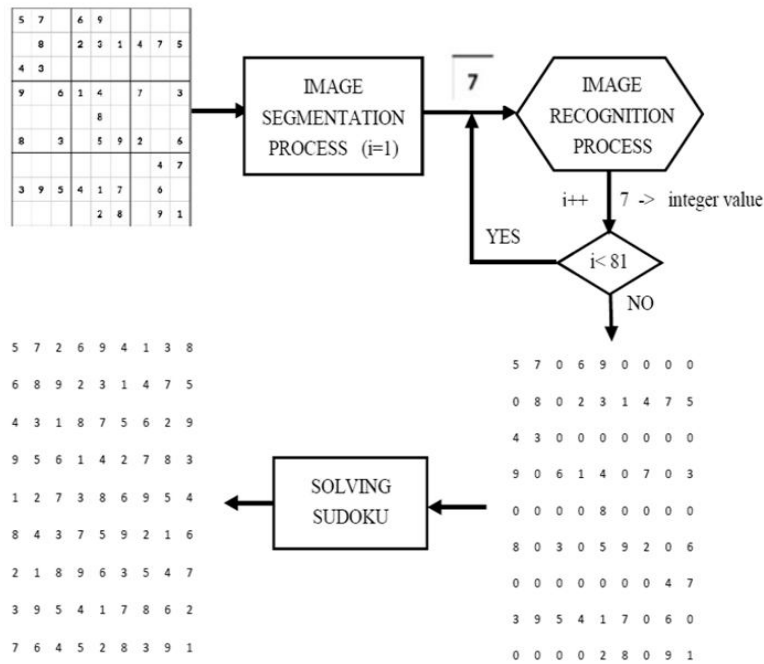 5 7 6 9
8 2 3 1 4 7 5
4 3
9 6 1 4 7 3
8
8 3 5 9 2 6
4 7
3 9 5 4 1 7 6
2 8 9 1
IMAGE
SEGMENTATION
PROCESS (i=1)
7
IMAGE
RECOGNITION
PROCESS
i++ 7 -> integer value
YES
i< 81
NO
5 7 0 6 9 0 0 0 0
0 8 0 2 3 1 4 7 5
4 3 0 0 0 0 0 0 0
9 0 6 1 4 0 7 0 3
0 0 0 0 8 0 0 0 0
8 0 3 0 5 9 2 0 6
0 0 0 0 0 0 0 4 7
3 9 5 4 1 7 0 6 0
0 0 0 0 2 8 0 9 1
SOLVING
SUDOKU
5 7 2 6 9 4 1 3 8
6 8 9 2 3 1 4 7 5
4 3 1 8 7 5 6 2 9
9 5 6 1 4 2 7 8 3
1 2 7 3 8 6 9 5 4
8 4 3 7 5 9 2 1 6
2 1 8 9 6 3 5 4 7
3 9 5 4 1 7 8 6 2
7 6 4 5 2 8 3 9 1